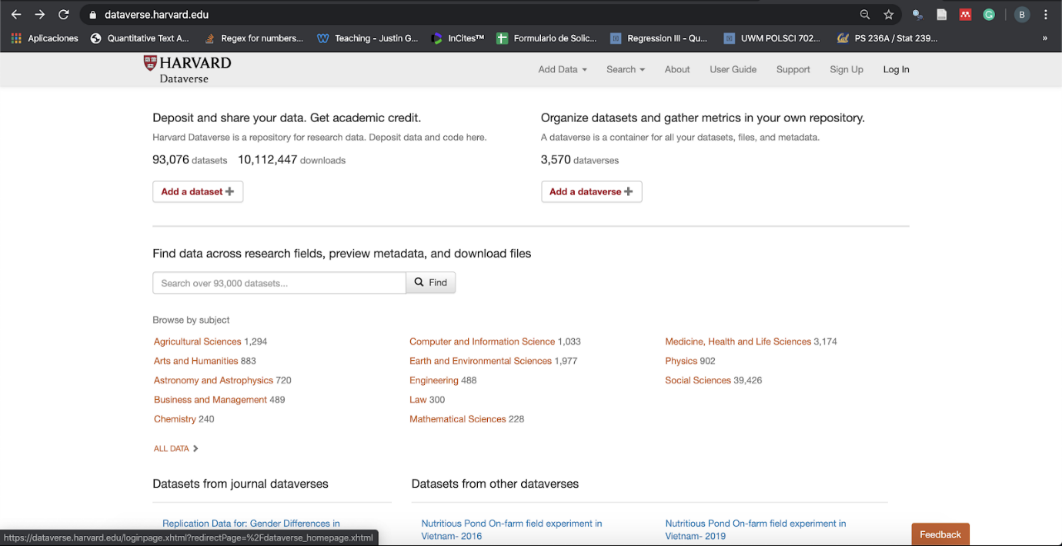 dataverse.harvard.edu
B
Aplicaciones Quantitative Text A... Regex for numbers... Teaching - Justin G... InCites™ Formulario de Solic... Regression III - Qu... UWM POLSCI 702... PS 236A / Stat 239... »
HARVARD
Dataverse
Add Data Search About User Guide Support Sign Up Log In
Deposit and share your data. Get academic credit.
Harvard Dataverse is a repository for research data. Deposit data and code here.
93,076 datasets 10,112,447 downloads
Add a dataset +
Organize datasets and gather metrics in your own repository.
A dataverse is a container for all your datasets, files, and metadata.
3,570 dataverses
Add a dataverse +
Find data across research fields, preview metadata, and download files
Search over 93,000 datasets... Find
Browse by subject
Agricultural Sciences 1,294
Arts and Humanities 883
Astronomy and Astrophysics 720
Business and Management 489
Chemistry 240
Computer and Information Science 1,033
Earth and Environmental Sciences 1,977
Engineering 488
Law 300
Mathematical Sciences 228
Medicine, Health and Life Sciences 3,174
Physics 902
Social Sciences 39,426
ALL DATA >
Datasets from journal dataverses
Replication Data for: Gender Differences in
Datasets from other dataverses
Nutritious Pond On-farm field experiment in
Vietnam- 2016
Nutritious Pond On-farm field experiment in
Vietnam- 2019
Feedback
https://dataverse.harvard.edu/loginpage.xhtml?redirectPage=%2Fdataverse_homepage.xhtml